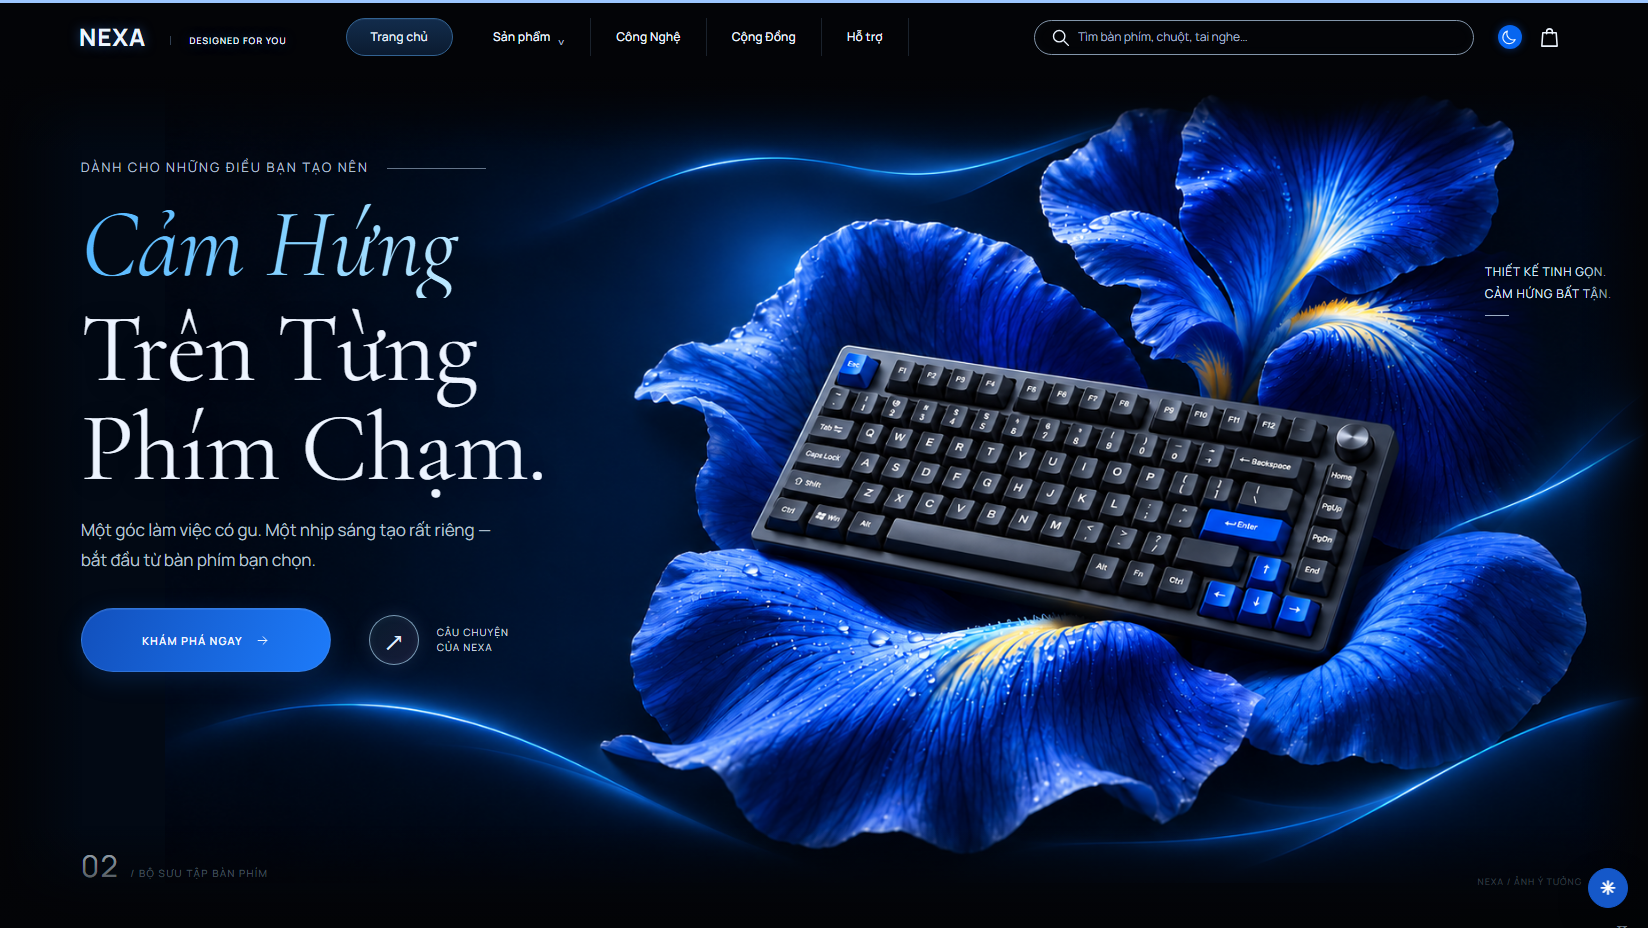 NEXA
DESIGNED FOR YOU
Trang chủ
Sản phẩm
Công Nghệ
Cộng Đồng
Hỗ trợ
Tìm bàn phím, chuột, tai nghe...
DÀNH CHO NHỮNG ĐIỀU BẠN TẠO NÊN
Cảm Hứng
Trên Từng
Phím Chạm.
THIẾT KẾ TINH GỌN.
CẢM HỨNG BẤT TẬN.
Một góc làm việc có gu. Một nhịp sáng tạo rất riêng —
bắt đầu từ bàn phím bạn chọn.
KHÁM PHÁ NGAY →
CÂU CHUYỆN
CỦA NEXA
Esc F1 F2 F3 F4 F5 F6 F7 F8 F9 F10 F11 F12
Tab Q W E R T Y U I O P Backspace Home
Caps Lock A S D F G H J K L Enter PgUp
Shift Z X C V B N M PgDn
Ctrl Win Alt Alt Fn Ctrl End
02 / BỘ SƯU TẬP BÀN PHÍM
NEXA / ẢNH Ý TƯỞNG